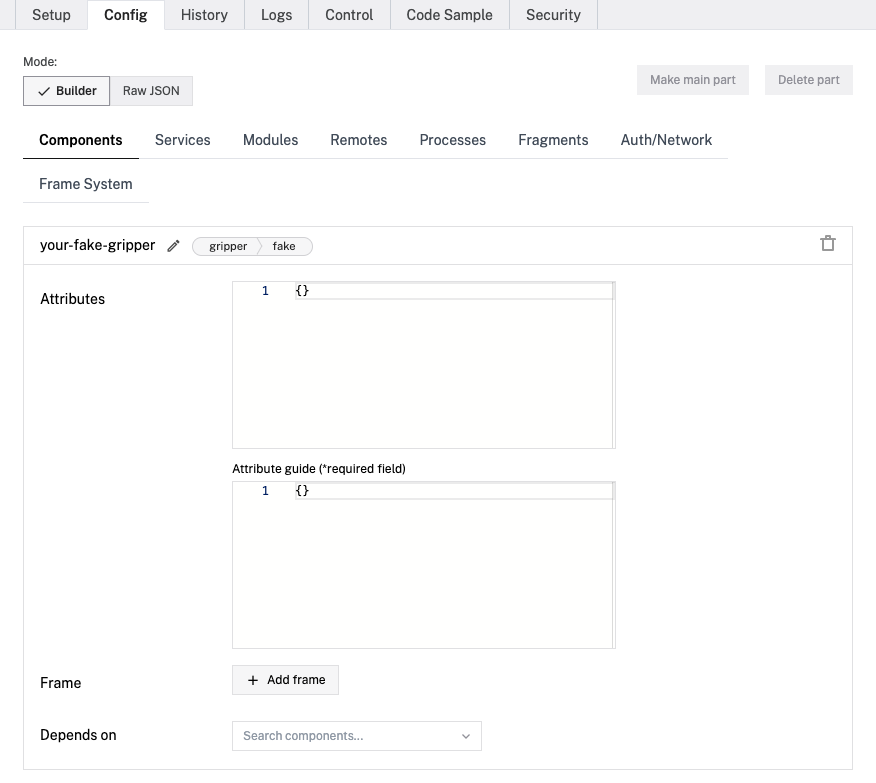 Setup Config History Logs Control Code Sample Security
Mode:
Builder Raw JSON Make main part Delete part
Components Services Modules Remotes Processes Fragments Auth/Network
Frame System
your-fake-gripper gripper fake
Attributes 1 {}
Attribute guide (*required field)
1 {}
Frame + Add frame
Depends on Search components...